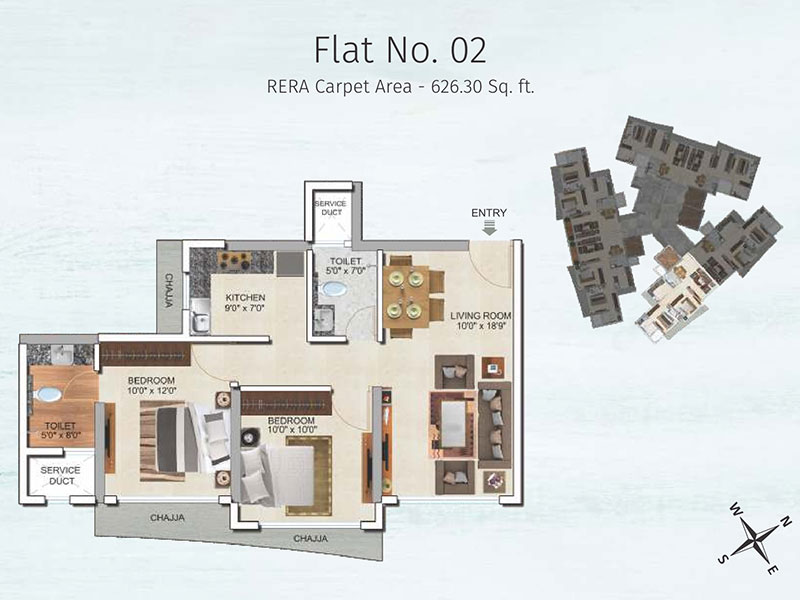 Flat No. 02
RERA Carpet Area - 626.30 Sq. ft.
SERVICE
DUCT
ENTRY
TOILET
5'0" x 7'0"
CHAJJA
KITCHEN
9'0" x 7'0"
LIVING ROOM
10'0" x 18'9"
BEDROOM
10'0" x 12'0"
BEDROOM
10'0" x 10'0"
TOILET
5'0" x 8'0"
SERVICE
DUCT
CHAJJA
CHAJJA
W
N
S
E